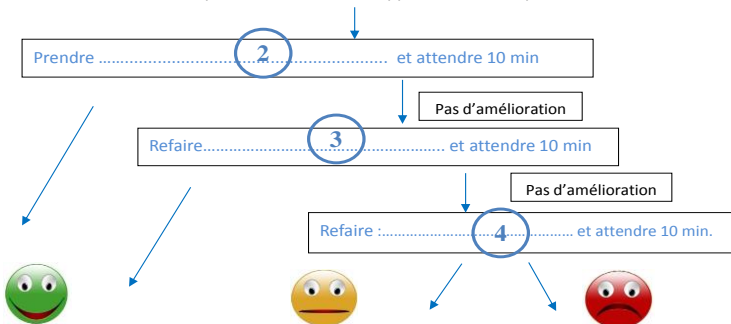 Prendre ............................................................ et attendre 10 min
2
Pas d’amélioration
Refaire.................................................. et attendre 10 min
3
Pas d’amélioration
Refaire :.................................................. et attendre 10 min.
4